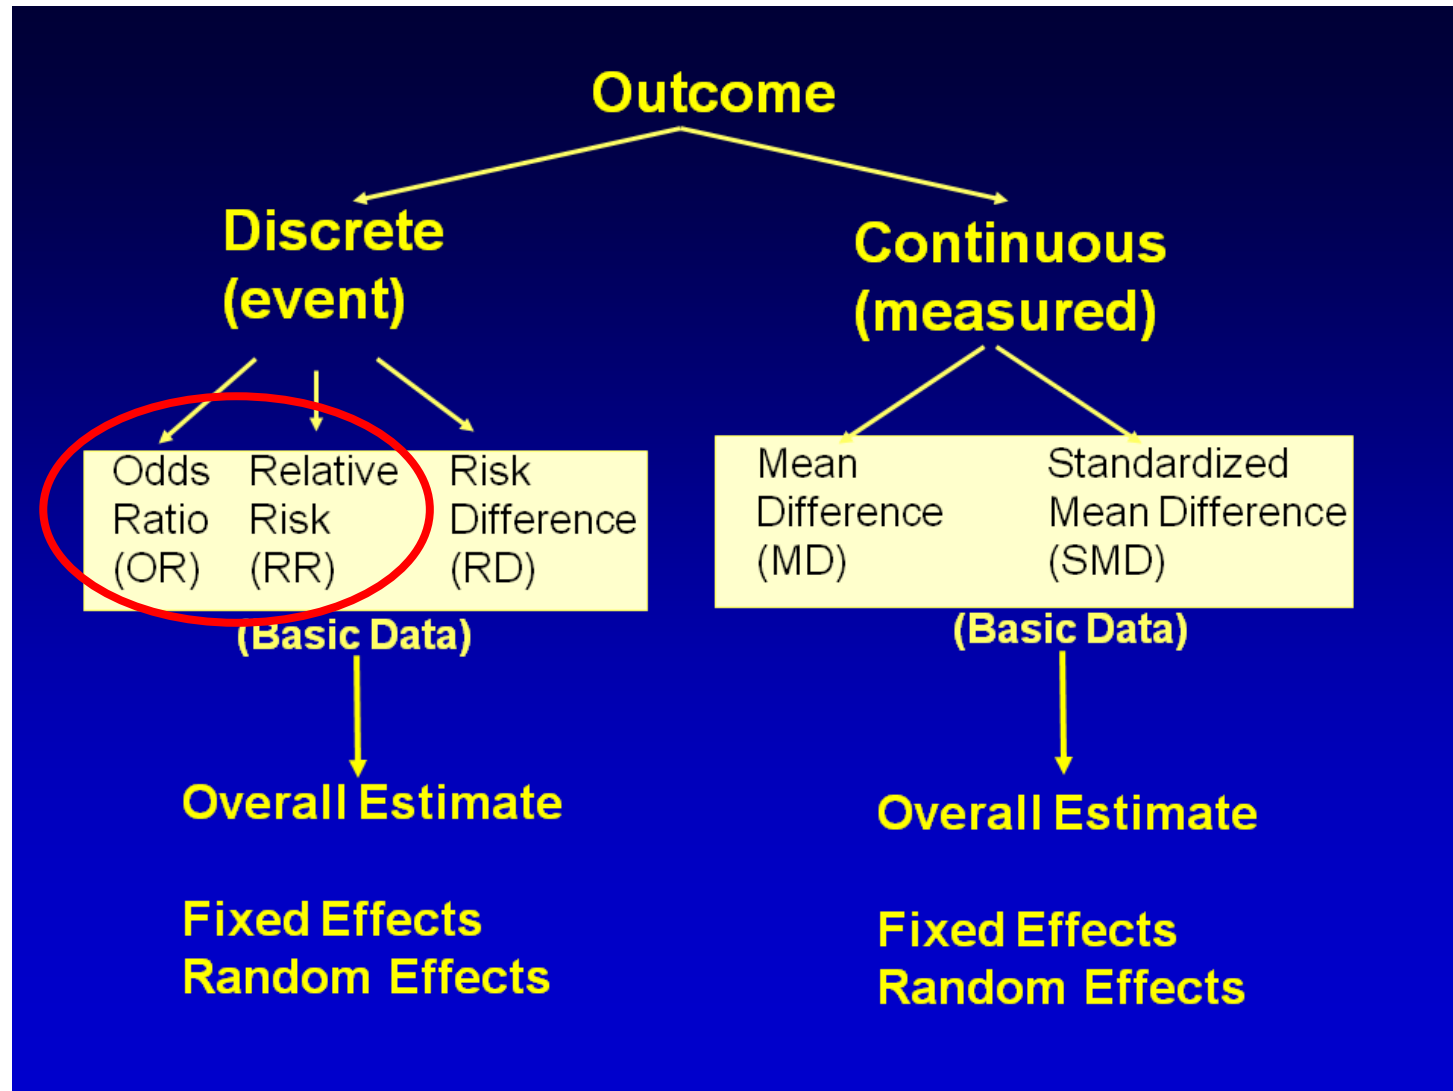 Outcome
Discrete
(event)
Continuous
(measured)
Odds
Ratio
(OR)
Relative
Risk
(RR)
Risk
Difference
(RD)
Mean
Difference
(MD)
Standardized
Mean Difference
(SMD)
(Basic Data)
(Basic Data)
Overall Estimate
Fixed Effects
Random Effects
Overall Estimate
Fixed Effects
Random Effects